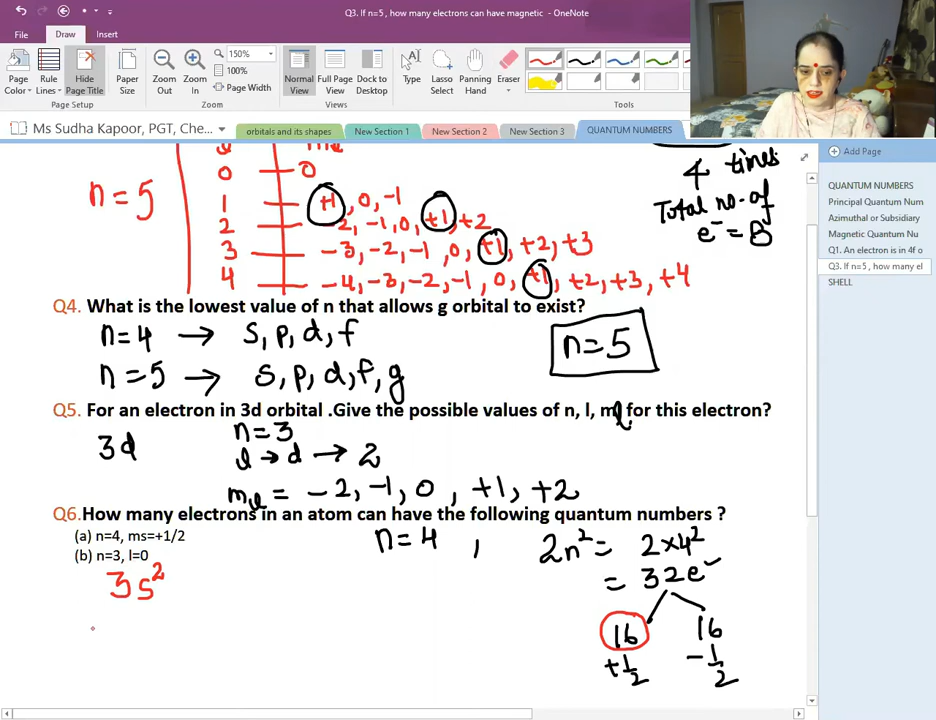 Q3. If n=5 , how many electrons can have magnetic - OneNote
File Draw Insert
Page Color Rule Lines Hide Page Title Paper Size Zoom Out Zoom In 150% 100% Page Width Normal View Full Page View Dock to Desktop Type Lasso Select Panning Hand Eraser
Page Setup Zoom Views Tools
Ms Sudha Kapoor, PGT, Che... orbitals and its shapes New Section 1 New Section 2 New Section 3 QUANTUM NUMBERS
Add Page
QUANTUM NUMBERS
Principal Quantum Num
Azimuthal or Subsidiary
Magnetic Quantum Nu
Q1. An electron is in 4f o
Q3. If n=5 , how many el
SHELL
n = 5
0 0
1 +1, 0, -1
2 -2, -1, 0, +1, +2
3 -3, -2, -1, 0, +1, +2, +3
4 -4, -3, -2, -1, 0, +1, +2, +3, +4
4 times
Total no. of
e⁻ = 8
Q4. What is the lowest value of n that allows g orbital to exist?
n=4 → s, p, d, f
n=5 → s, p, d, f, g
n=5
Q5. For an electron in 3d orbital .Give the possible values of n, l, ml for this electron?
3d n=3
l → d → 2
ml = -2, -1, 0, +1, +2
Q6.How many electrons in an atom can have the following quantum numbers ?
(a) n=4, ms=+1/2
(b) n=3, l=0
n=4 , 2n² = 2×4²
= 32e⁻
3s²
16 16
+1/2 -1/2